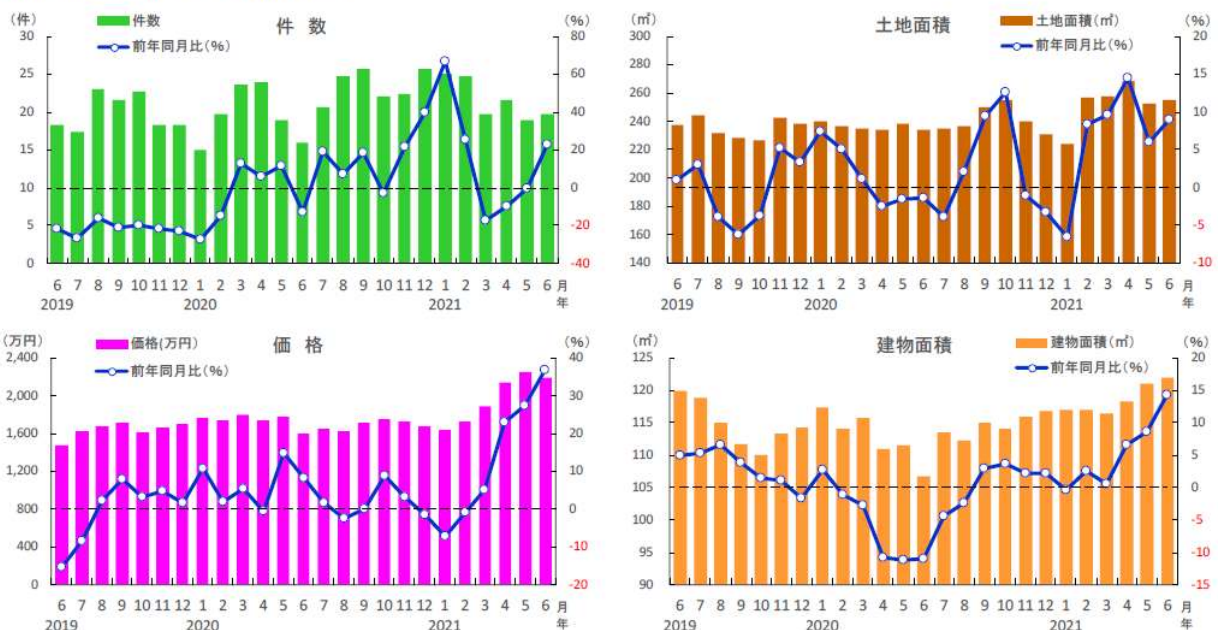 (件) 件数 件 数 (%)
前年同月比(%)
30 80
25 60
20 40
15 20
10 0
5 -20
0 -40
6 7 8 9 10 11 12 1 2 3 4 5 6 7 8 9 10 11 12 1 2 3 4 5 6 月
2019 2020 2021 年
(㎡) 土地面積 土地面積(㎡) (%)
前年同月比(%)
300 20
280 15
260 10
240 5
220 0
200 -5
180 -10
160
140
6 7 8 9 10 11 12 1 2 3 4 5 6 7 8 9 10 11 12 1 2 3 4 5 6 月
2019 2020 2021 年
(万円) 価格(万円) 価 格 (%)
前年同月比(%)
2,400 40
2,000 30
1,600 20
1,200 10
800 0
400 -10
0 -20
6 7 8 9 10 11 12 1 2 3 4 5 6 7 8 9 10 11 12 1 2 3 4 5 6 月
2019 2020 2021 年
(㎡) 建物面積 建物面積(㎡) (%)
前年同月比(%)
125 20
120 15
115 10
110 5
105 0
100 -5
95 -10
90 -15
6 7 8 9 10 11 12 1 2 3 4 5 6 7 8 9 10 11 12 1 2 3 4 5 6 月
2019 2020 2021 年